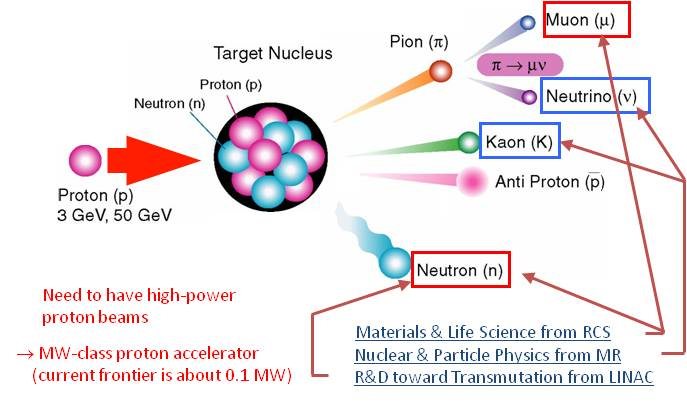 Target Nucleus
Proton (p)
Neutron (n)
Proton (p)
3 GeV, 50 GeV
Pion (π)
Muon (μ)
π → μν
Neutrino (ν)
Kaon (K)
Anti Proton (p̅)
Neutron (n)
Need to have high-power
proton beams
→ MW-class proton accelerator
(current frontier is about 0.1 MW)
Materials & Life Science from RCS
Nuclear & Particle Physics from MR
R&D toward Transmutation from LINAC